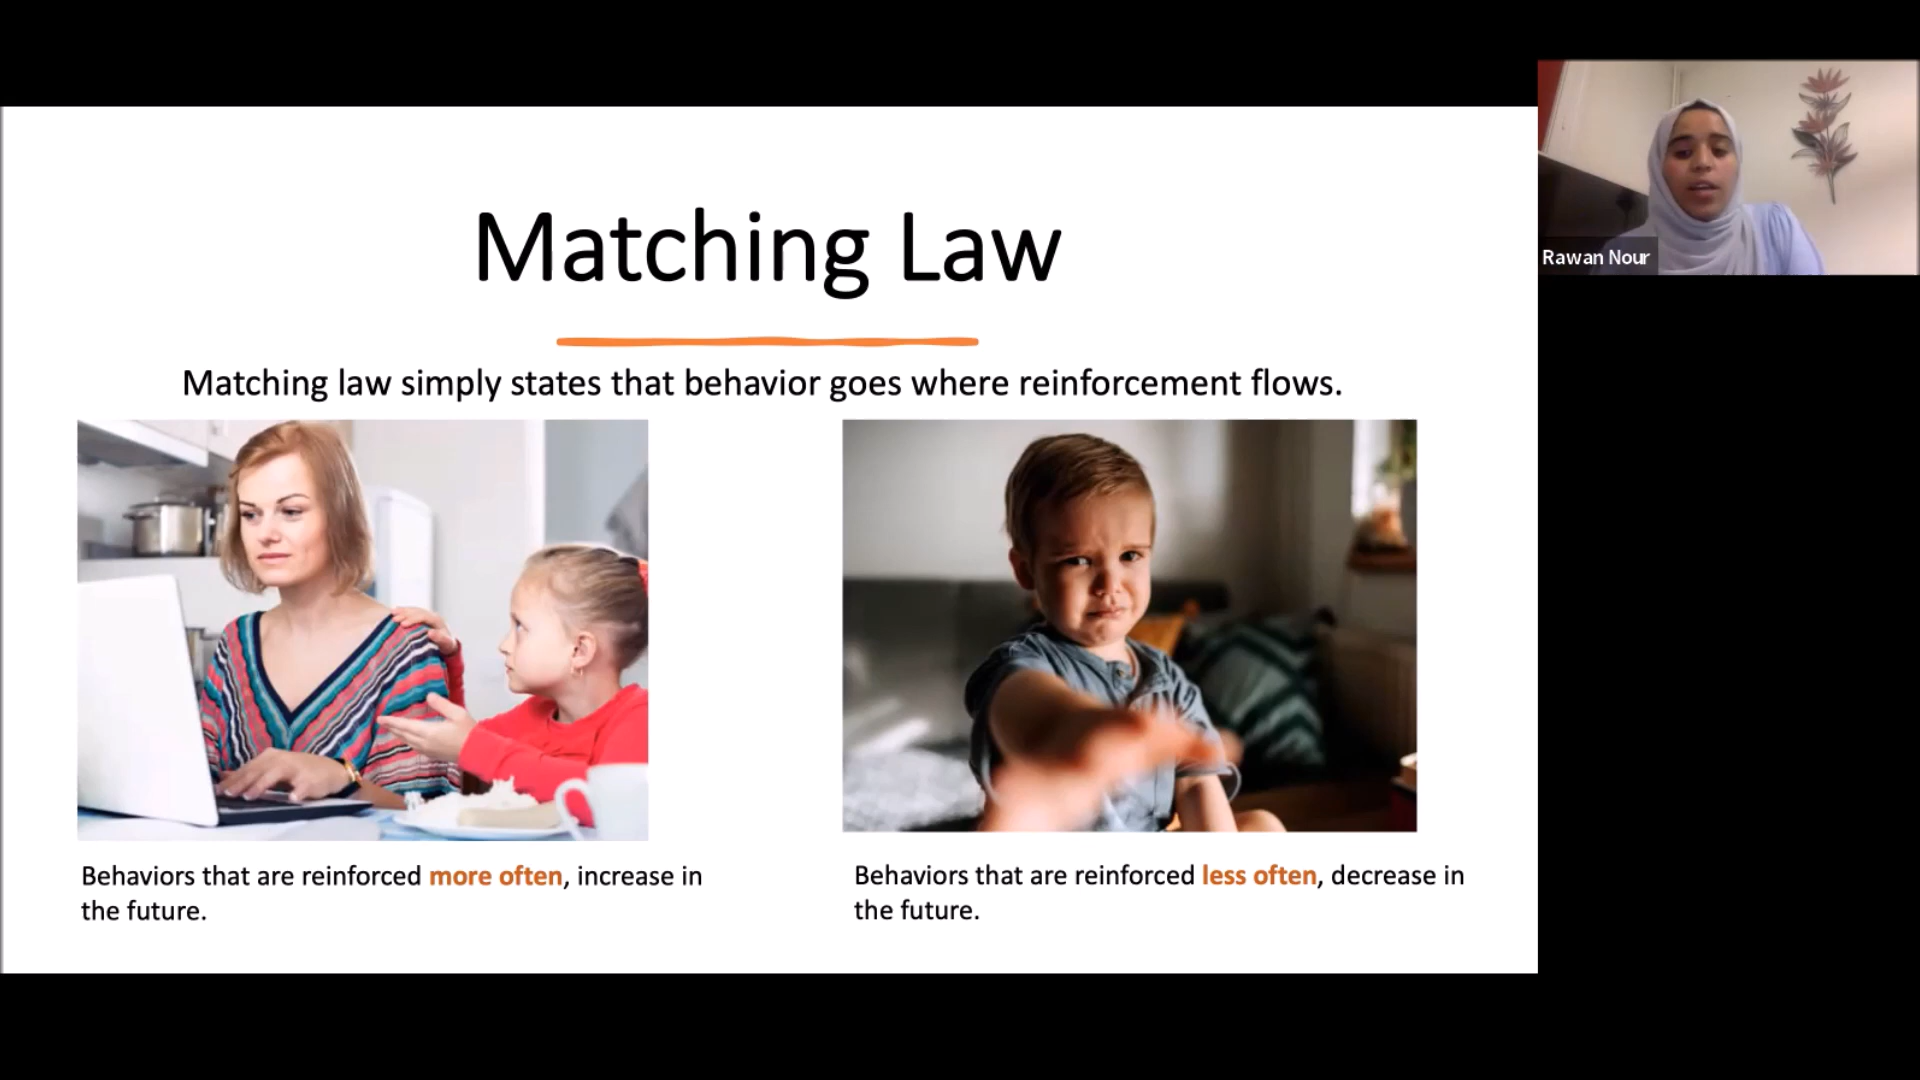 Matching Law
Matching law simply states that behavior goes where reinforcement flows.
Behaviors that are reinforced more often, increase in
the future.
Behaviors that are reinforced less often, decrease in
the future.
Rawan Nour